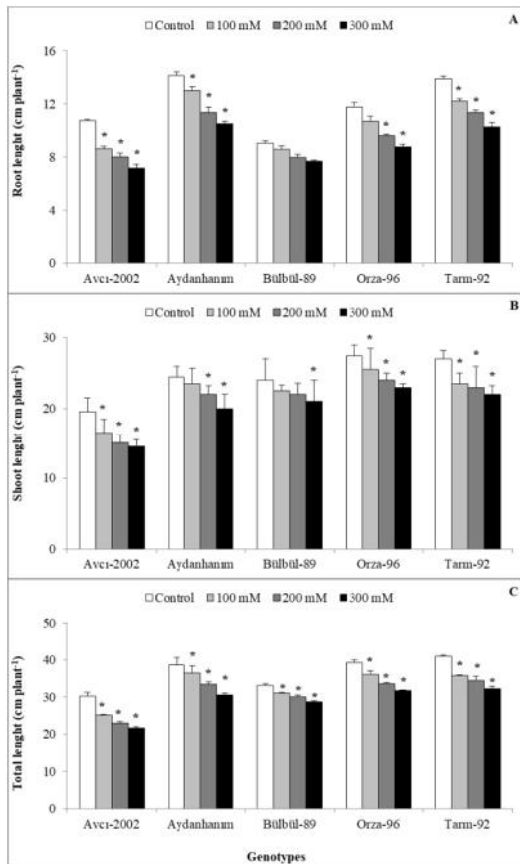 A
Control 100 mM 200 mM 300 mM
Root lenght (cm plant⁻¹)
16
12
8
4
0
* * *
* * *
* *
* * *
Avcı-2002 Aydanhanım Bülbül-89 Orza-96 Tarm-92
B
Control 100 mM 200 mM 300 mM
Shoot lenght (cm plant⁻¹)
30
20
10
0
* * *
* *
*
* * *
* * *
Avcı-2002 Aydanhanım Bülbül-89 Orza-96 Tarm-92
C
Control 100 mM 200 mM 300 mM
Total lenght (cm plant⁻¹)
50
40
30
20
10
0
* * *
* * *
* * *
* * *
* * *
Avcı-2002 Aydanhanım Bülbül-89 Orza-96 Tarm-92
Genotypes